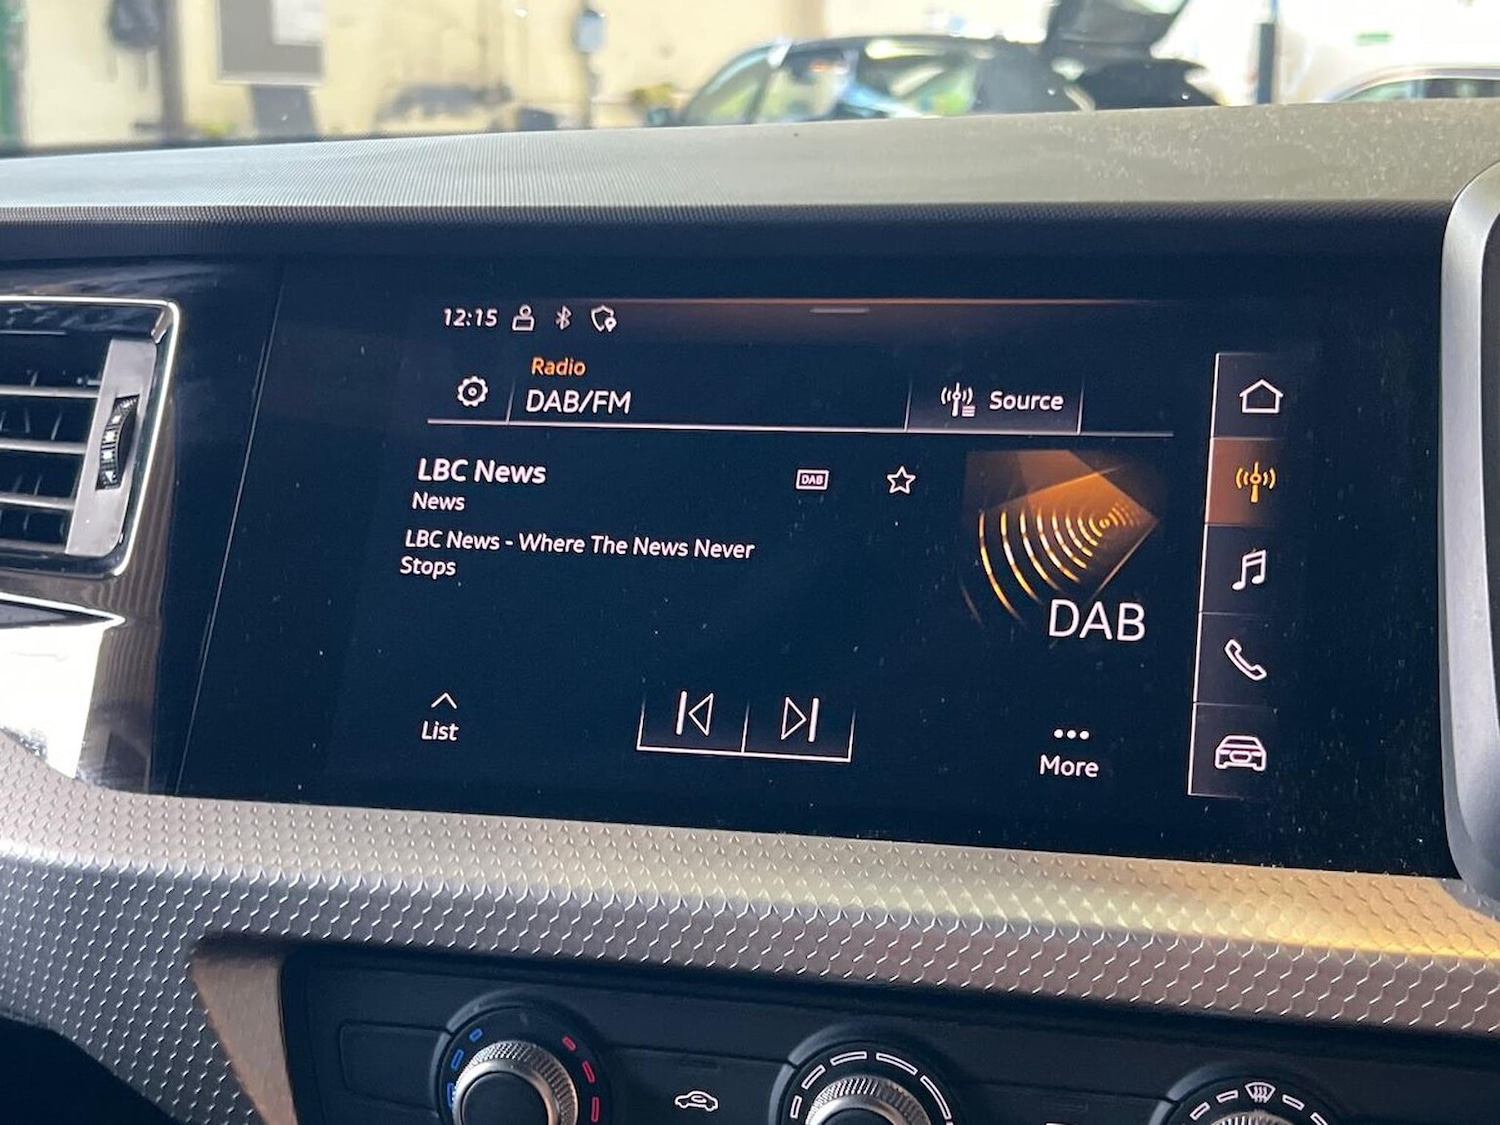 12:15
Radio
DAB/FM
Source
LBC News
DAB
News
LBC News - Where The News Never
Stops
DAB
List
More